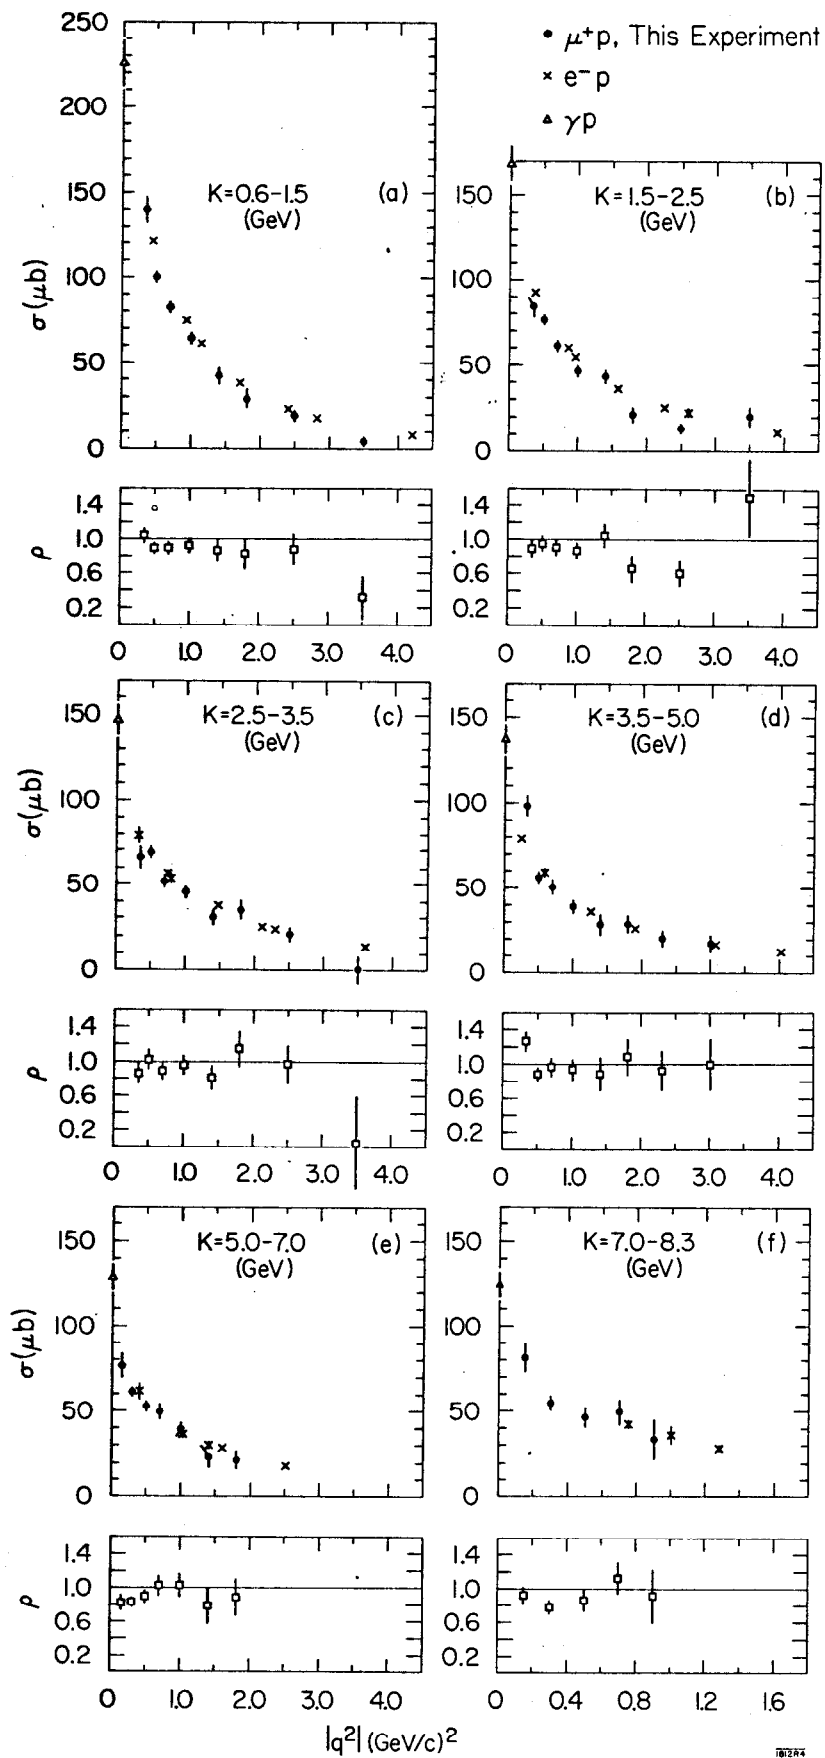 μ⁺p, This Experiment
e⁻p
γp
250
200
150
100
50
0
σ(μb)
K=0.6-1.5
(GeV)
(a)
150
100
50
0
K=1.5-2.5
(GeV)
(b)
1.4
1.0
0.6
0.2
ρ
0 1.0 2.0 3.0 4.0
1.4
1.0
0.6
0.2
0 1.0 2.0 3.0 4.0
150
100
50
0
σ(μb)
K=2.5-3.5
(GeV)
(c)
150
100
50
0
K=3.5-5.0
(GeV)
(d)
1.4
1.0
0.6
0.2
ρ
0 1.0 2.0 3.0 4.0
1.4
1.0
0.6
0.2
0 1.0 2.0 3.0 4.0
150
100
50
0
σ(μb)
K=5.0-7.0
(GeV)
(e)
150
100
50
0
K=7.0-8.3
(GeV)
(f)
1.4
1.0
0.6
0.2
ρ
0 1.0 2.0 3.0 4.0
1.4
1.0
0.6
0.2
0 0.4 0.8 1.2 1.6
|q²| (GeV/c)²
1812R4